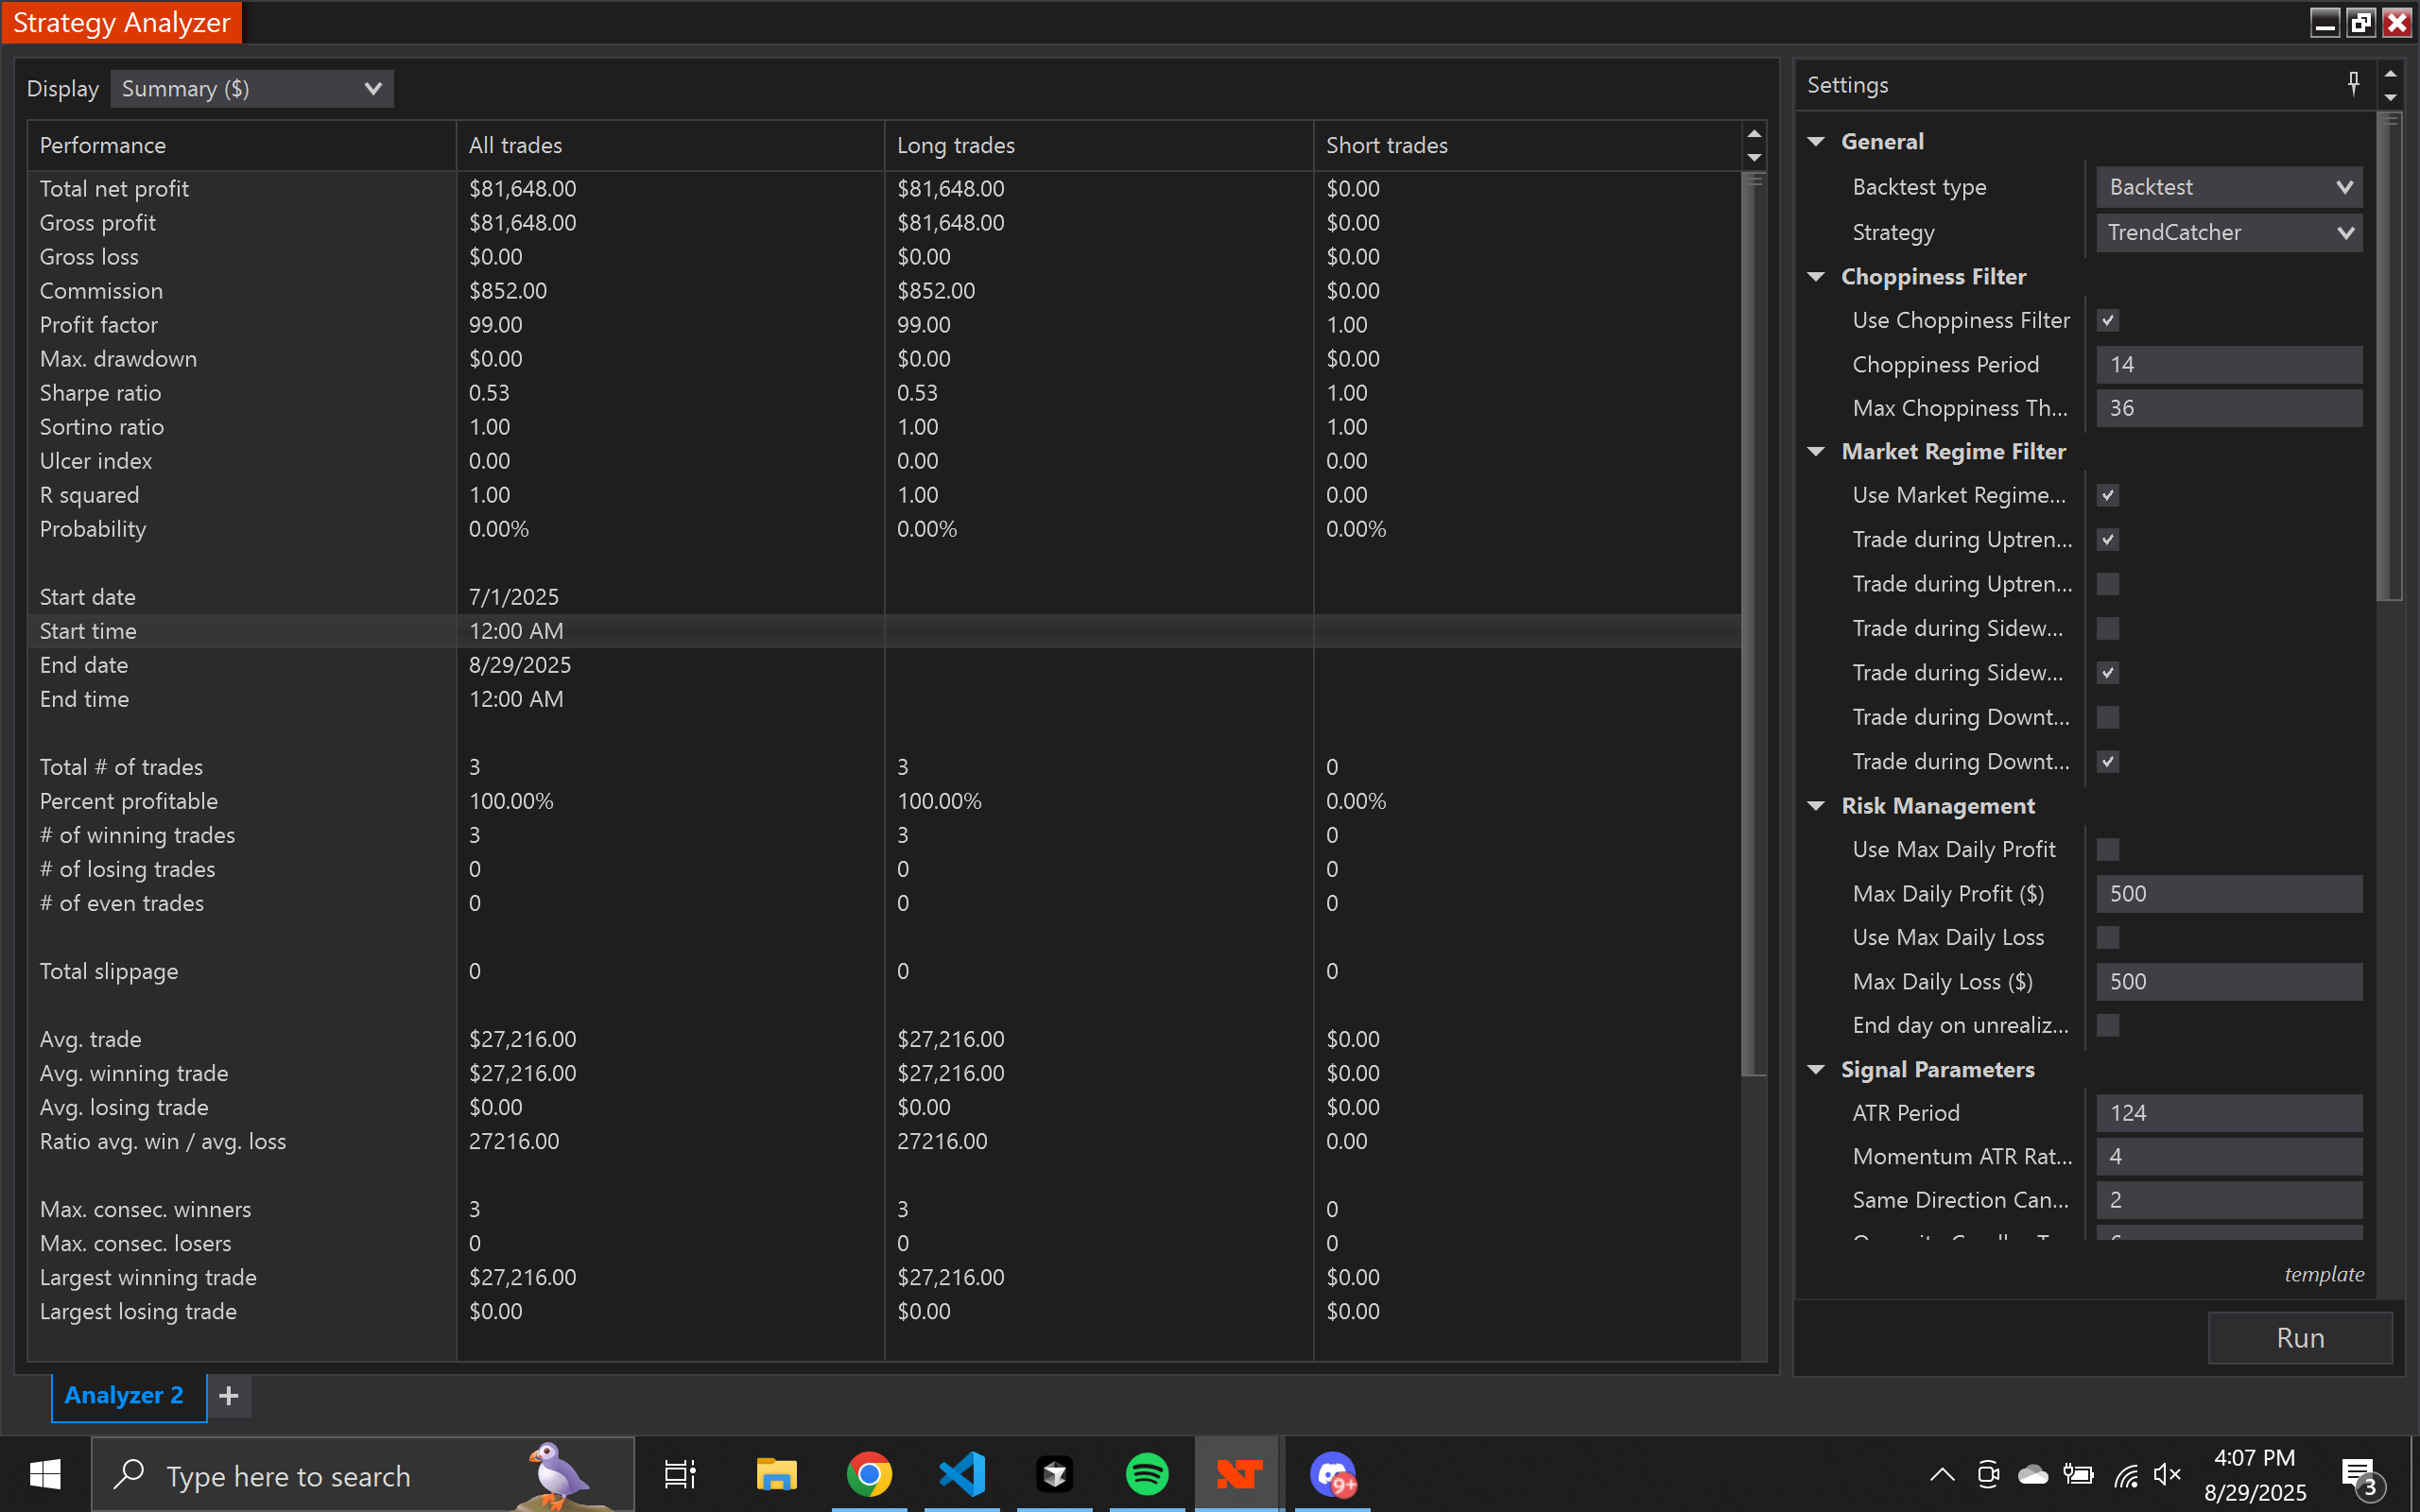 Strategy Analyzer
Display Summary ($)
Performance All trades Long trades Short trades
Total net profit $81,648.00 $81,648.00 $0.00
Gross profit $81,648.00 $81,648.00 $0.00
Gross loss $0.00 $0.00 $0.00
Commission $852.00 $852.00 $0.00
Profit factor 99.00 99.00 1.00
Max. drawdown $0.00 $0.00 $0.00
Sharpe ratio 0.53 0.53 1.00
Sortino ratio 1.00 1.00 1.00
Ulcer index 0.00 0.00 0.00
R squared 1.00 1.00 0.00
Probability 0.00% 0.00% 0.00%
Start date 7/1/2025
Start time 12:00 AM
End date 8/29/2025
End time 12:00 AM
Total # of trades 3 3 0
Percent profitable 100.00% 100.00% 0.00%
# of winning trades 3 3 0
# of losing trades 0 0 0
# of even trades 0 0 0
Total slippage 0 0 0
Avg. trade $27,216.00 $27,216.00 $0.00
Avg. winning trade $27,216.00 $27,216.00 $0.00
Avg. losing trade $0.00 $0.00 $0.00
Ratio avg. win / avg. loss 27216.00 27216.00 0.00
Max. consec. winners 3 3 0
Max. consec. losers 0 0 0
Largest winning trade $27,216.00 $27,216.00 $0.00
Largest losing trade $0.00 $0.00 $0.00
Settings
General
Backtest type Backtest
Strategy TrendCatcher
Choppiness Filter
Use Choppiness Filter
Choppiness Period 14
Max Choppiness Th... 36
Market Regime Filter
Use Market Regime...
Trade during Uptren...
Trade during Uptren...
Trade during Sidew...
Trade during Sidew...
Trade during Downt...
Trade during Downt...
Risk Management
Use Max Daily Profit
Max Daily Profit ($) 500
Use Max Daily Loss
Max Daily Loss ($) 500
End day on unrealiz...
Signal Parameters
ATR Period 124
Momentum ATR Rat... 4
Same Direction Can... 2
template
Run
Analyzer 2 +
Type here to search
9+
4:07 PM
8/29/2025
3